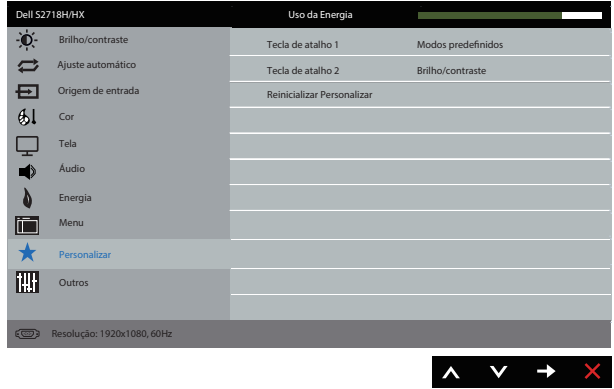 Dell S2718H/HX Uso da Energia
Brilho/contraste
Ajuste automático
Origem de entrada
Cor
Tela
Áudio
Energia
Menu
Personalizar
Outros
Tecla de atalho 1 Modos predefinidos
Tecla de atalho 2 Brilho/contraste
Reinicializar Personalizar
Resolução: 1920x1080, 60Hz